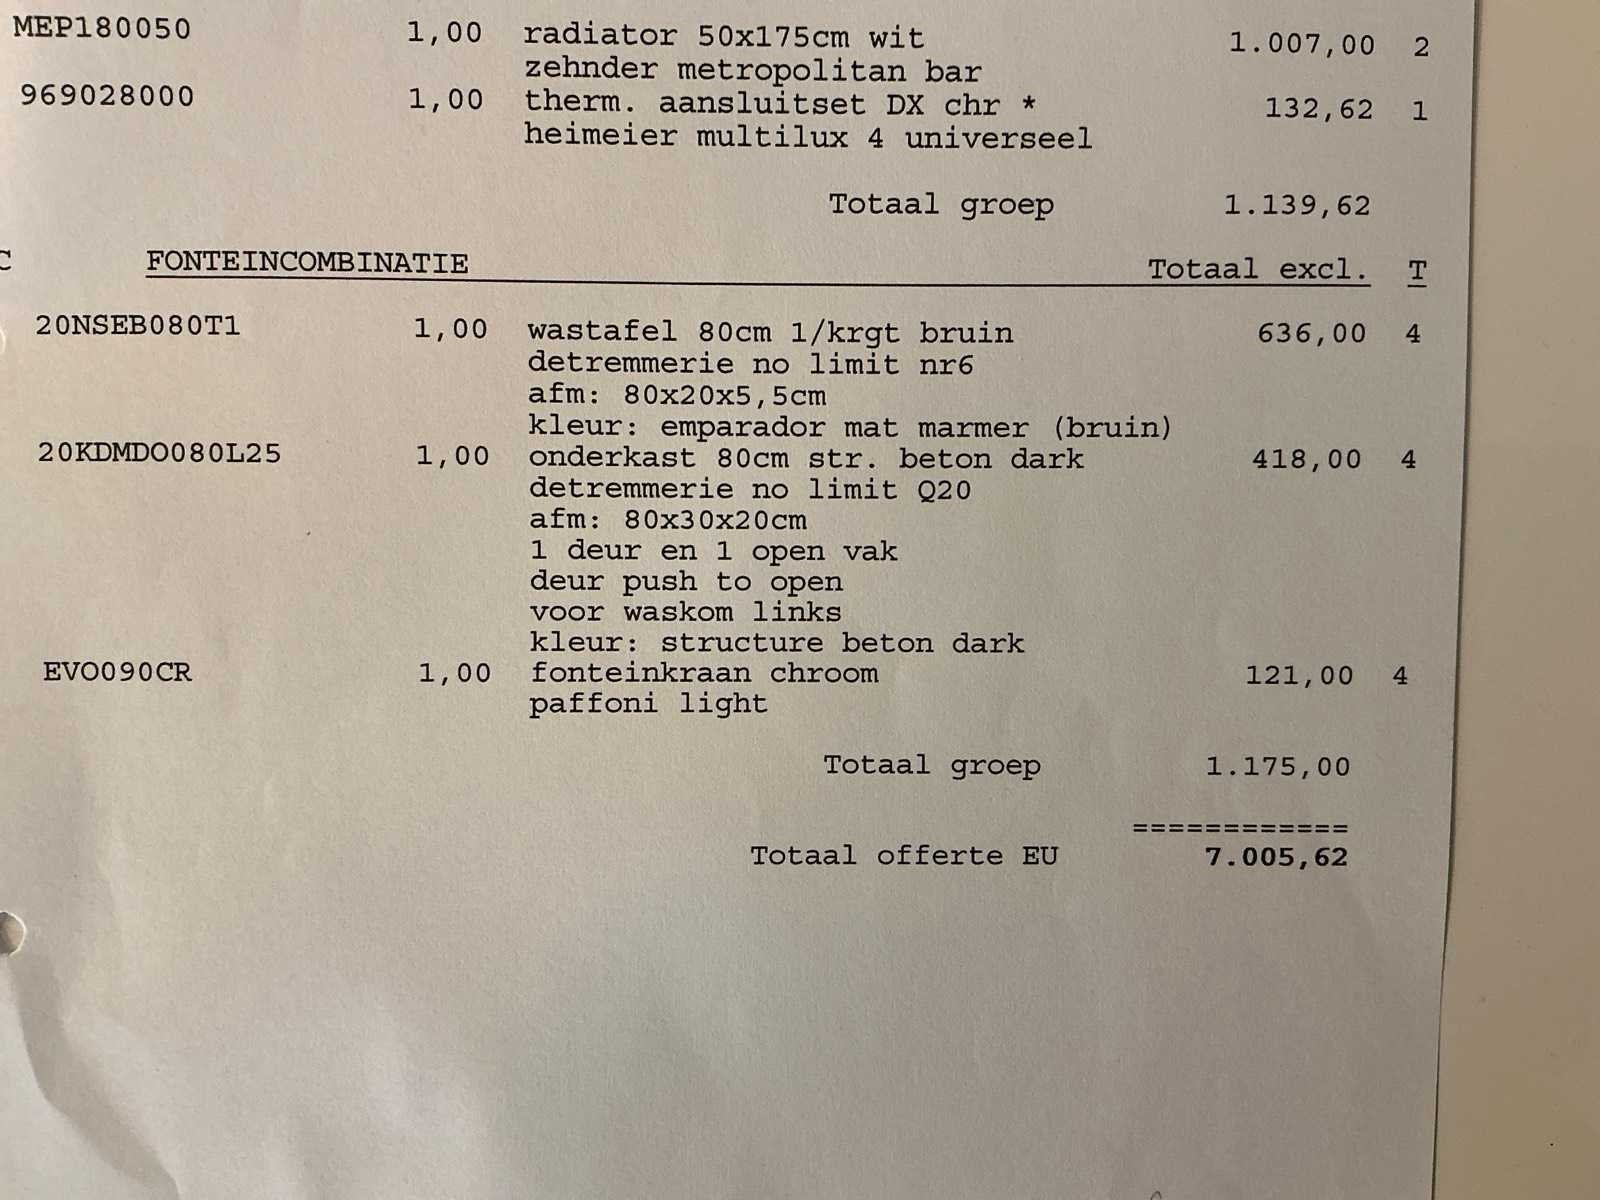 MEP180050 1,00 radiator 50x175cm wit 1.007,00 2
zehnder metropolitan bar
969028000 1,00 therm. aansluitset DX chr * 132,62 1
heimeier multilux 4 universeel
Totaal groep 1.139,62
C FONTEINCOMBINATIE Totaal excl. T
20NSEB080T1 1,00 wastafel 80cm 1/krgt bruin 636,00 4
detremmerie no limit nr6
afm: 80x20x5,5cm
kleur: emparador mat marmer (bruin)
20KDMDO080L25 1,00 onderkast 80cm str. beton dark 418,00 4
detremmerie no limit Q20
afm: 80x30x20cm
1 deur en 1 open vak
deur push to open
voor waskom links
kleur: structure beton dark
EVO090CR 1,00 fonteinkraan chroom 121,00 4
paffoni light
Totaal groep 1.175,00
============
Totaal offerte EU 7.005,62